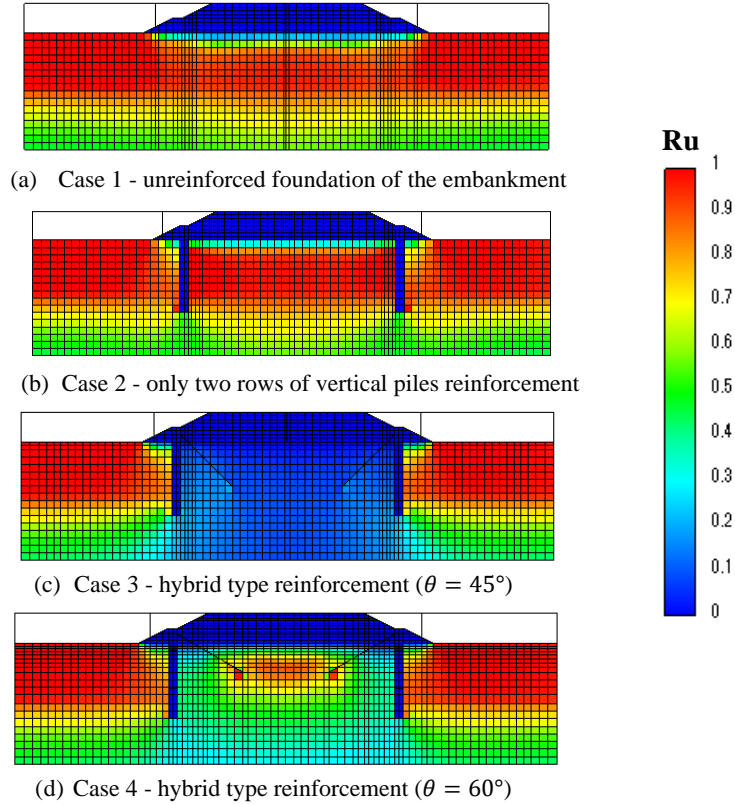 (a) Case 1 - unreinforced foundation of the embankment
(b) Case 2 - only two rows of vertical piles reinforcement
(c) Case 3 - hybrid type reinforcement (θ = 45°)
(d) Case 4 - hybrid type reinforcement (θ = 60°)
Ru
1
0.9
0.8
0.7
0.6
0.5
0.4
0.3
0.2
0.1
0